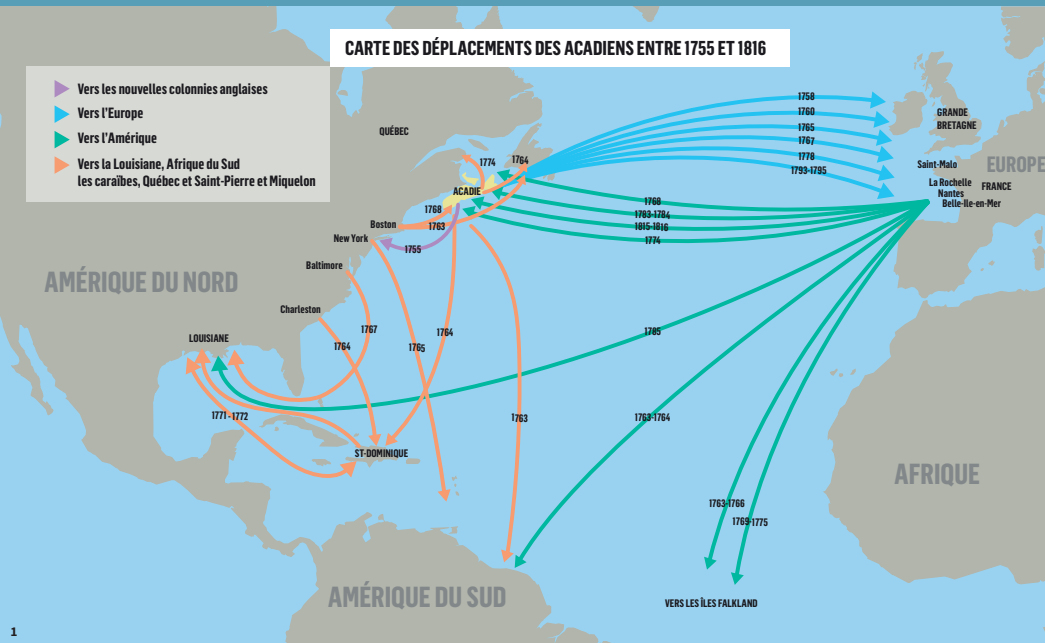 CARTE DES DÉPLACEMENTS DES ACADIENS ENTRE 1755 ET 1816
Vers les nouvelles colonnies anglaises
Vers l'Europe
Vers l'Amérique
Vers la Louisiane, Afrique du Sud
les caraïbes, Québec et Saint-Pierre et Miquelon
QUÉBEC
1774
1764
ACADIE
1768
1763
Boston
New York
1755
Baltimore
Charleston
AMÉRIQUE DU NORD
LOUISIANE
1767
1764
1765
1764
1771-1772
ST-DOMINIQUE
1763
1758
1760
1765
1767
1778
1793-1795
GRANDE
BRETAGNE
Saint-Malo
EUROPE
La Rochelle
FRANCE
Nantes
Belle-Ile-en-Mer
1768
1783-1784
1815-1816
1774
1785
1763-1764
1763-1766
1769-1775
AFRIQUE
AMÉRIQUE DU SUD
VERS LES ÎLES FALKLAND
1